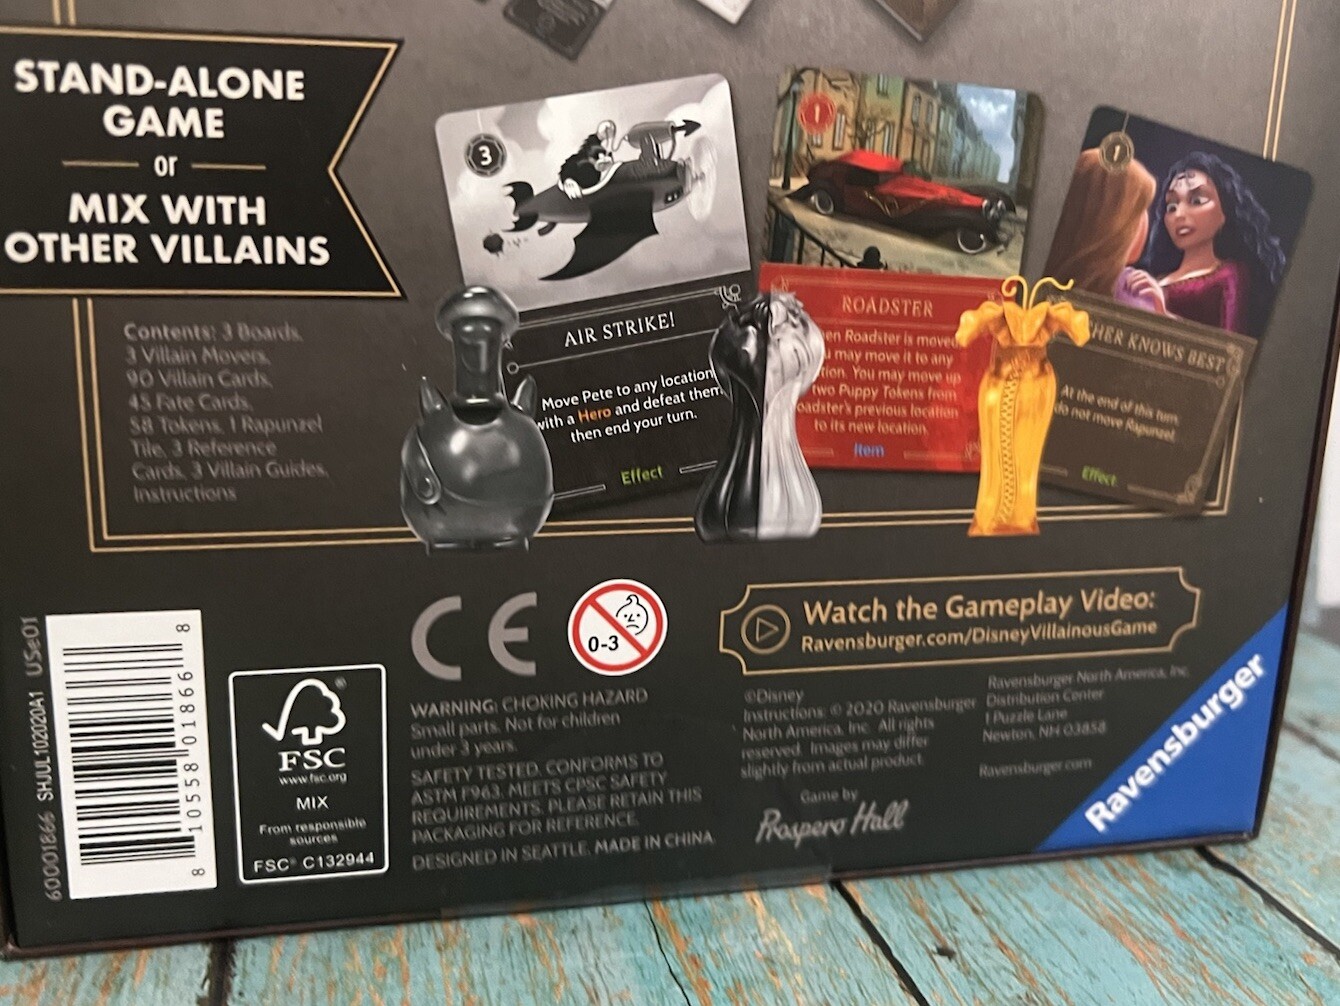 STAND-ALONE
GAME
or
MIX WITH
OTHER VILLAINS
Contents: 3 Boards,
3 Villain Movers,
90 Villain Cards,
45 Fate Cards,
58 Tokens, 1 Rapunzel
Tile, 3 Reference
Cards, 3 Villain Guides,
Instructions
3
AIR STRIKE!
Move Pete to any location
with a Hero and defeat them,
then end your turn.
Effect
1
ROADSTER
Roadster is moved
may move it to any
You may move up
two Puppy Tokens from
previous location
to its new location.
Item
1
KNOWS BEST
At the end of this turn,
do not move Rapunzel.
Effect
60001866 SHJUL102020A1 USe01
8 10558 01866 8
FSC
www.fsc.org
MIX
From responsible
sources
FSC® C132944
CE
0-3
WARNING: CHOKING HAZARD
Small parts. Not for children
under 3 years.
SAFETY TESTED. CONFORMS TO
ASTM F963. MEETS CPSC SAFETY
REQUIREMENTS. PLEASE RETAIN THIS
PACKAGING FOR REFERENCE.
DESIGNED IN SEATTLE. MADE IN CHINA.
Watch the Gameplay Video:
Ravensburger.com/DisneyVillainousGame
©Disney
Instructions: © 2020 Ravensburger
North America, Inc. All rights
reserved. Images may differ
slightly from actual product.
Game by
Prospero Hall
Ravensburger North America, Inc.
Distribution Center
1 Puzzle Lane
Newton, NH 03858
Ravensburger.com
Ravensburger